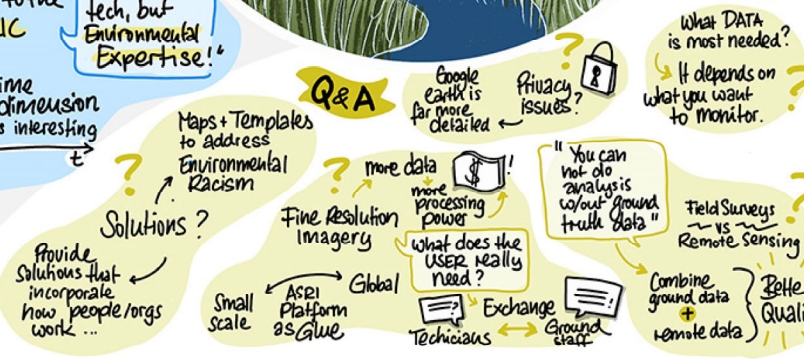 to the
tech, but
IC
Environmental
Expertise!"
dimension
interesting
t
Q & A
Google
earth is
far more
detailed
Privacy
issues?
?
What DATA
is most needed?
It depends on
what you want
to monitor.
Maps + Templates
to address
Environmental
Racism
?
Solutions?
Provide
Solutions that
incorporate
how people/orgs
work ...
?
more data
more
processing
power
$
!
Fine Resolution
Imagery
what does the
USER really
need?
Small
scale
ASRI
Platform
as Glue
Global
?
Exchange
Techicians
Ground
staff
" You can
not do
analysis
w/out ground
truth data "
?
Field Surveys
vs
Remote Sensing
Combine
ground data
+
remote data